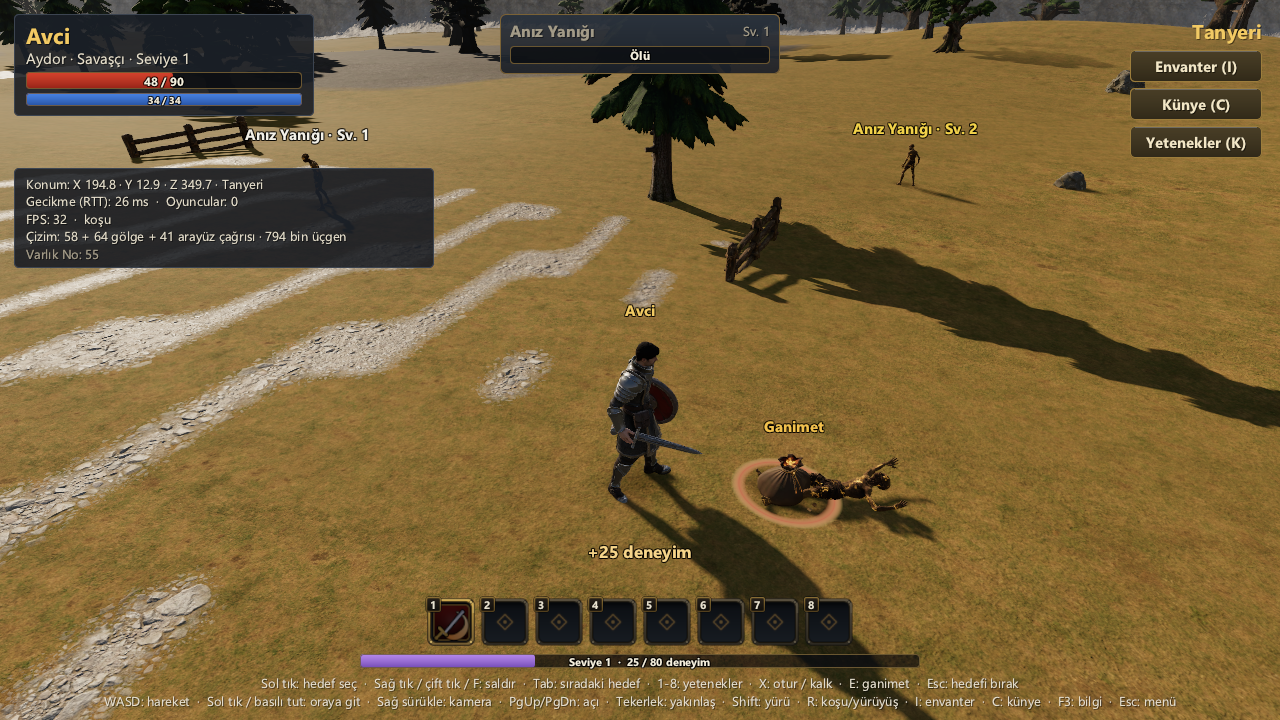 Avci
Aydor · Savaşçı · Seviye 1
48 / 90
34 / 34
Anız Yanığı
Sv. 1
Ölü
Tanyeri
Envanter (I)
Künye (C)
Yetenekler (K)
Anız Yanığı · Sv. 1
Anız Yanığı · Sv. 2
Konum: X 194.8 · Y 12.9 · Z 349.7 · Tanyeri
Gecikme (RTT): 26 ms · Oyuncular: 0
FPS: 32 · koşu
Çizim: 58 + 64 gölge + 41 arayüz çağrısı · 794 bin üçgen
Varlık No: 55
Avci
Ganimet
+25 deneyim
1 2 3 4 5 6 7 8
Seviye 1 · 25 / 80 deneyim
Sol tık: hedef seç · Sağ tık / çift tık / F: saldır · Tab: sıradaki hedef · 1-8: yetenekler · X: otur / kalk · E: ganimet · Esc: hedefi bırak
WASD: hareket · Sol tık / basılı tut: oraya git · Sağ sürükle: kamera · PgUp/PgDn: açı · Tekerlek: yakınlaş · Shift: yürü · R: koşu/yürüyüş · I: envanter · C: künye · F3: bilgi · Esc: menü